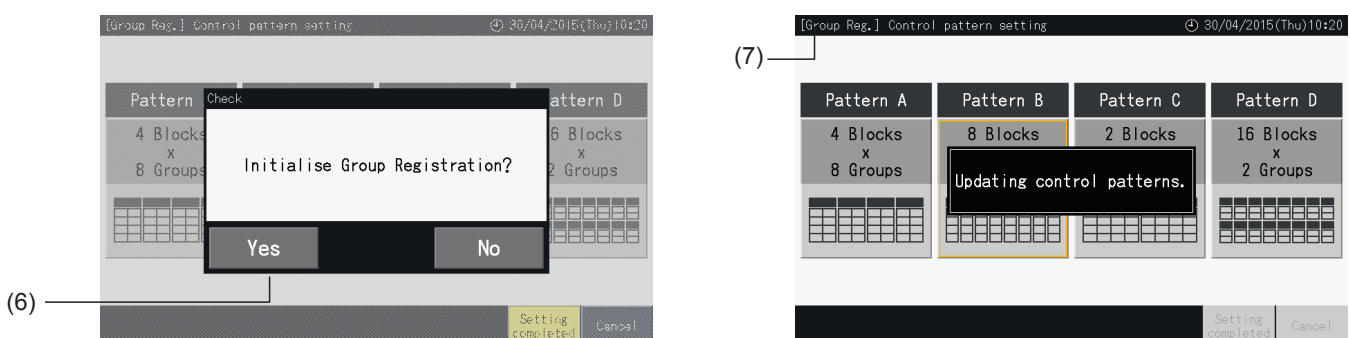 [Group Reg.] Control pattern setting 30/04/2015(Thu)10:20
Pattern attern D
Check
4 Blocks 6 Blocks
x x
8 Groups 2 Groups
Initialise Group Registration?
Yes No
(6)
Setting
completed Cancel
[Group Reg.] Control pattern setting 30/04/2015(Thu)10:20
(7)
Pattern A Pattern B Pattern C Pattern D
4 Blocks 8 Blocks 2 Blocks 16 Blocks
x x
8 Groups 2 Groups
Updating control patterns.
Setting
completed Cancel